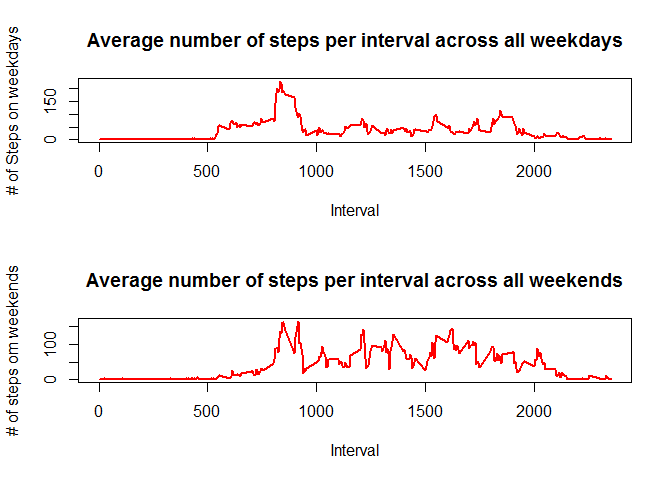 Average number of steps per interval across all weekdays
# of Steps on weekdays
150
0
0 500 1000 1500 2000
Interval
Average number of steps per interval across all weekends
# of steps om weekends
100
0
0 500 1000 1500 2000
Interval